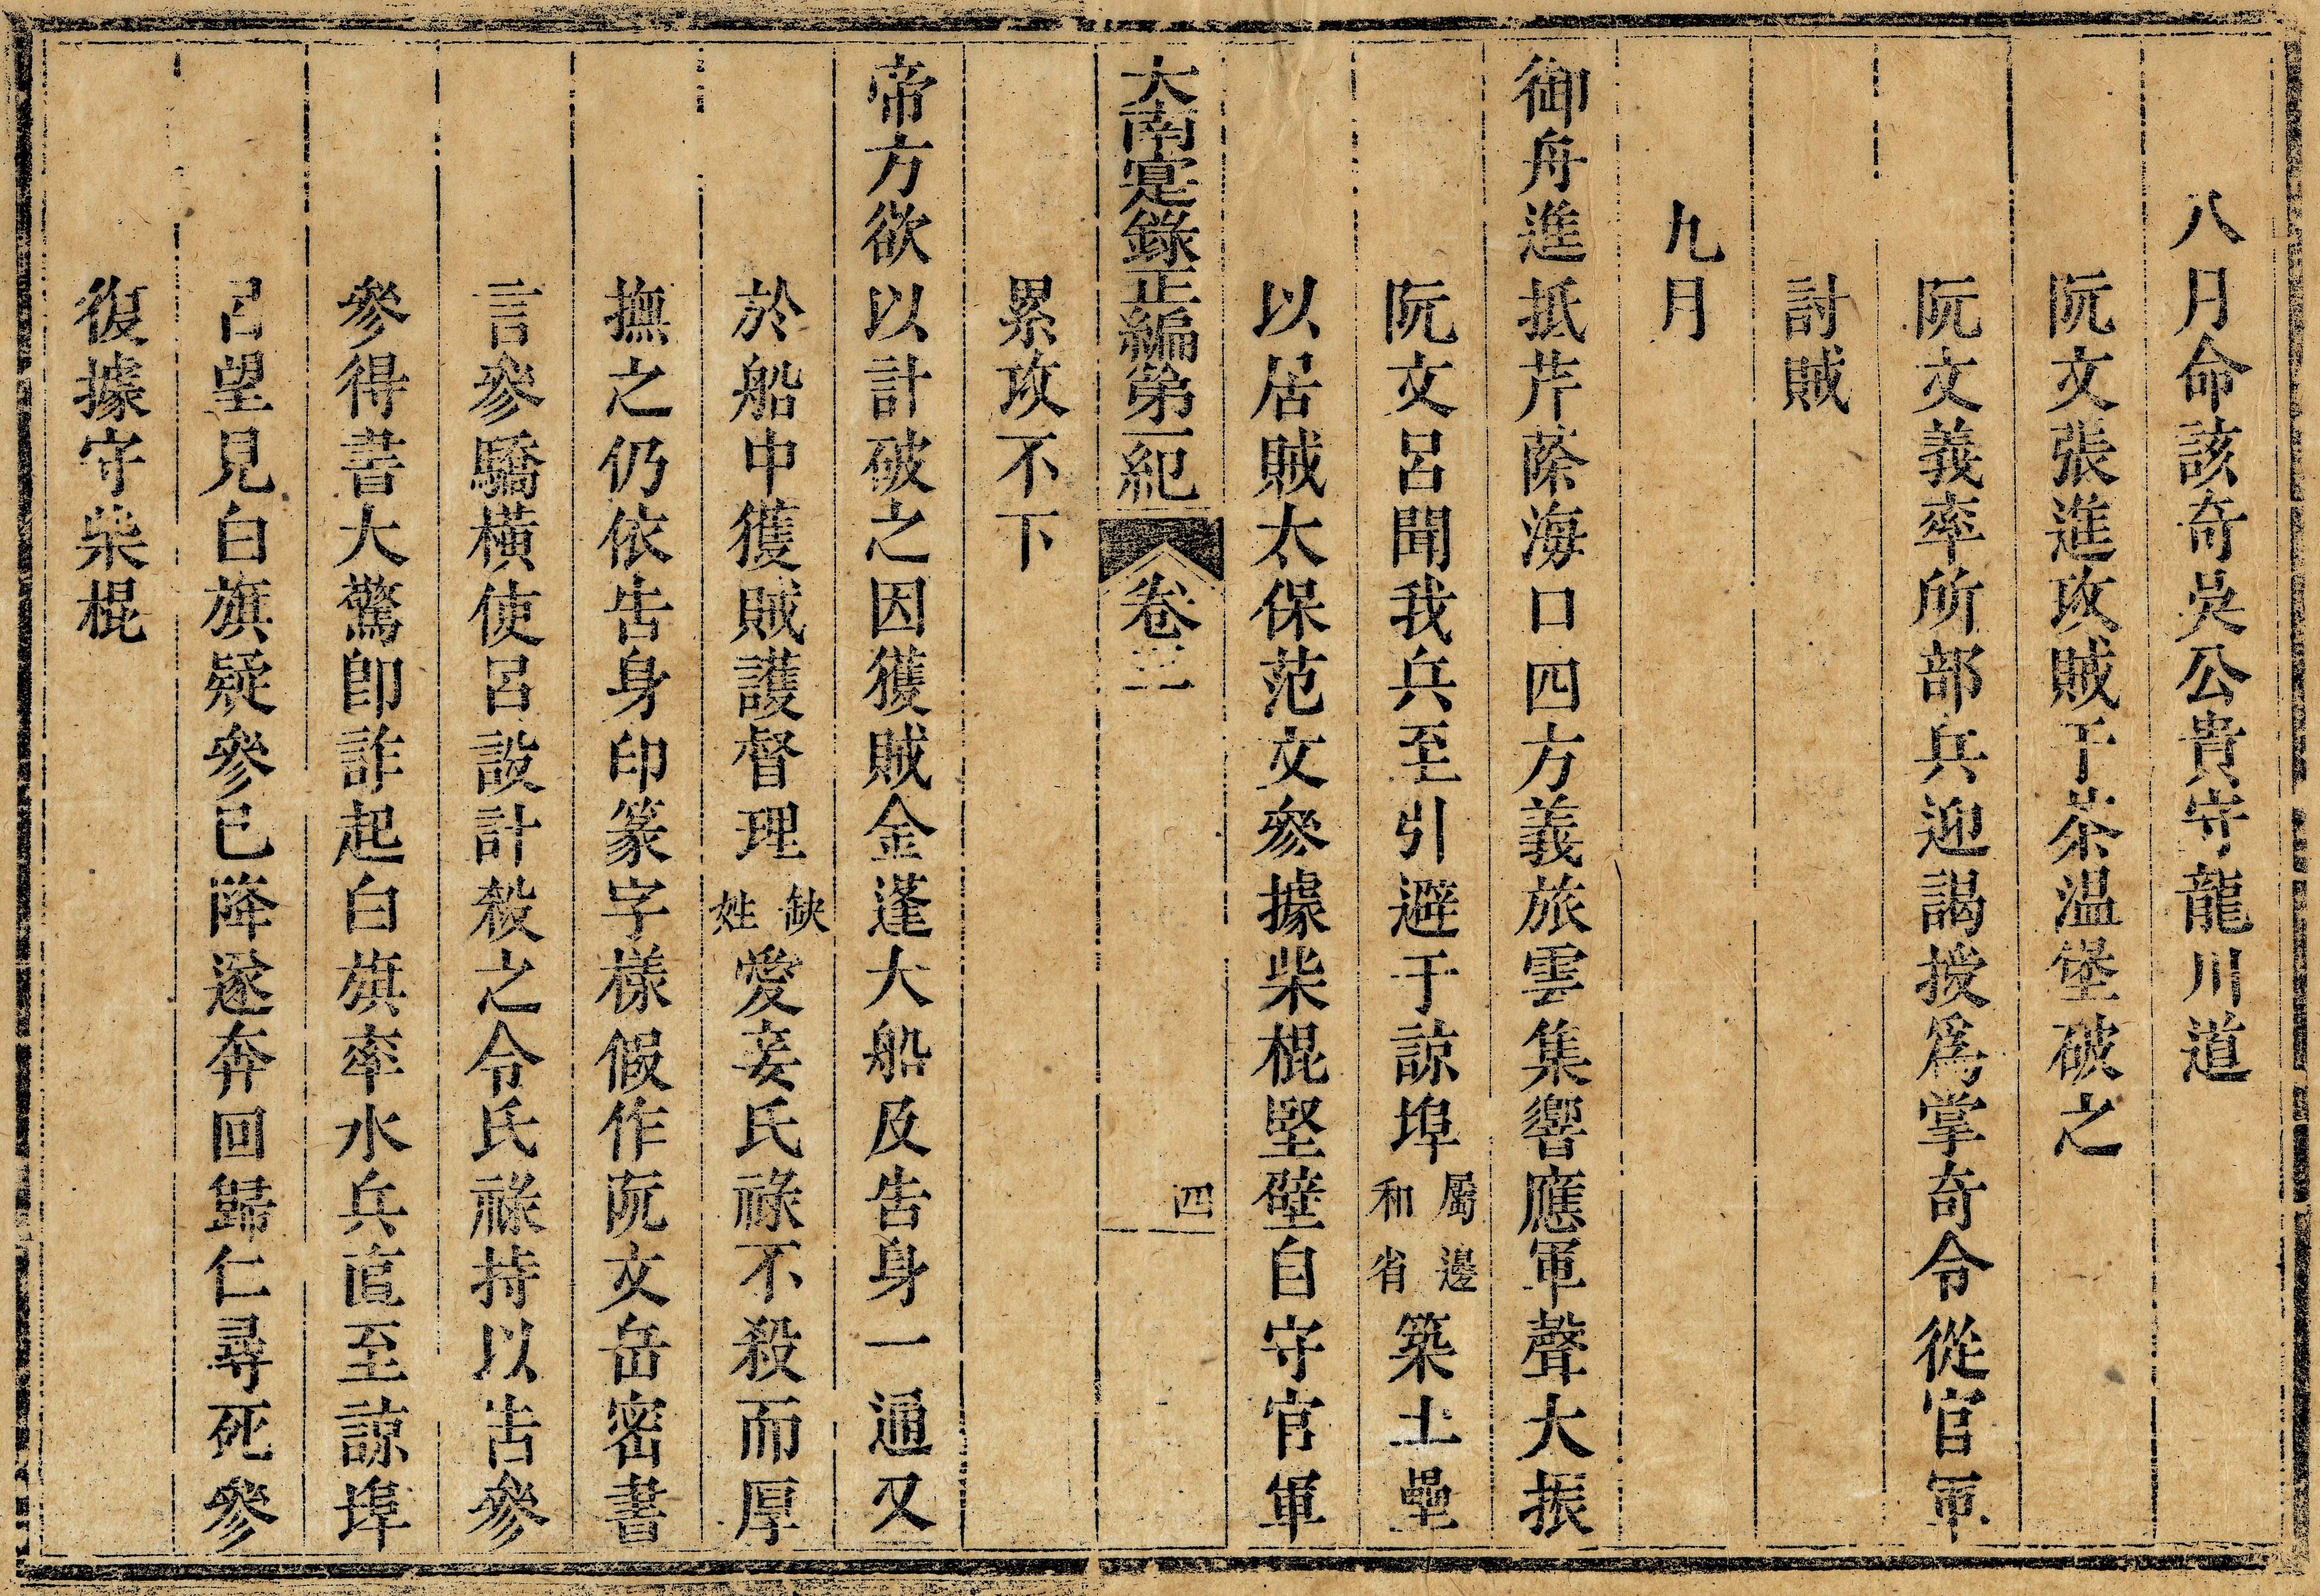 八月命該奇吳公貴守龍川道
阮文張進攻賊于茶溫堡破之
阮文義率所部兵迎謁授爲掌奇令從官軍
討賊
九月
御舟進抵芹蒢海口四方義旅雲集響應軍聲大振
阮文呂聞我兵至引避于諒埠屬邊和省築土壘
以居賊太保范文參據柴棍堅壁自守官軍
大南寔錄正編第一紀 卷三 四
累攻不下
帝方欲以計破之因獲賊金蓬大船及告身一通又
於船中獲賊護督理缺姓愛妾氏祿不殺而厚
撫之仍依告身印篆字樣假作阮文岳密書
言參驕橫使呂設計殺之令氏祿持以告參
參得書大驚卽詐起白旗率水兵直至諒埠
呂望見白旗疑參已降遂奔回歸仁尋死參
復據守柴棍